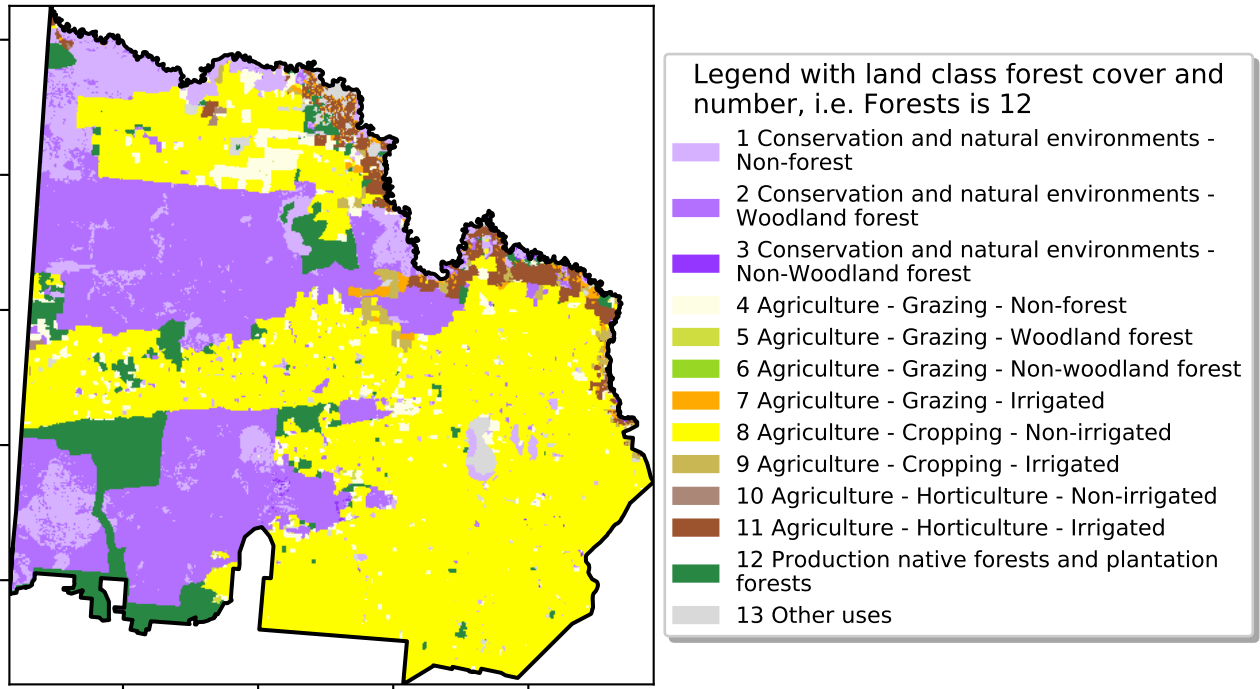 Legend with land class forest cover and
number, i.e. Forests is 12
1 Conservation and natural environments -
Non-forest
2 Conservation and natural environments -
Woodland forest
3 Conservation and natural environments -
Non-Woodland forest
4 Agriculture - Grazing - Non-forest
5 Agriculture - Grazing - Woodland forest
6 Agriculture - Grazing - Non-woodland forest
7 Agriculture - Grazing - Irrigated
8 Agriculture - Cropping - Non-irrigated
9 Agriculture - Cropping - Irrigated
10 Agriculture - Horticulture - Non-irrigated
11 Agriculture - Horticulture - Irrigated
12 Production native forests and plantation
forests
13 Other uses